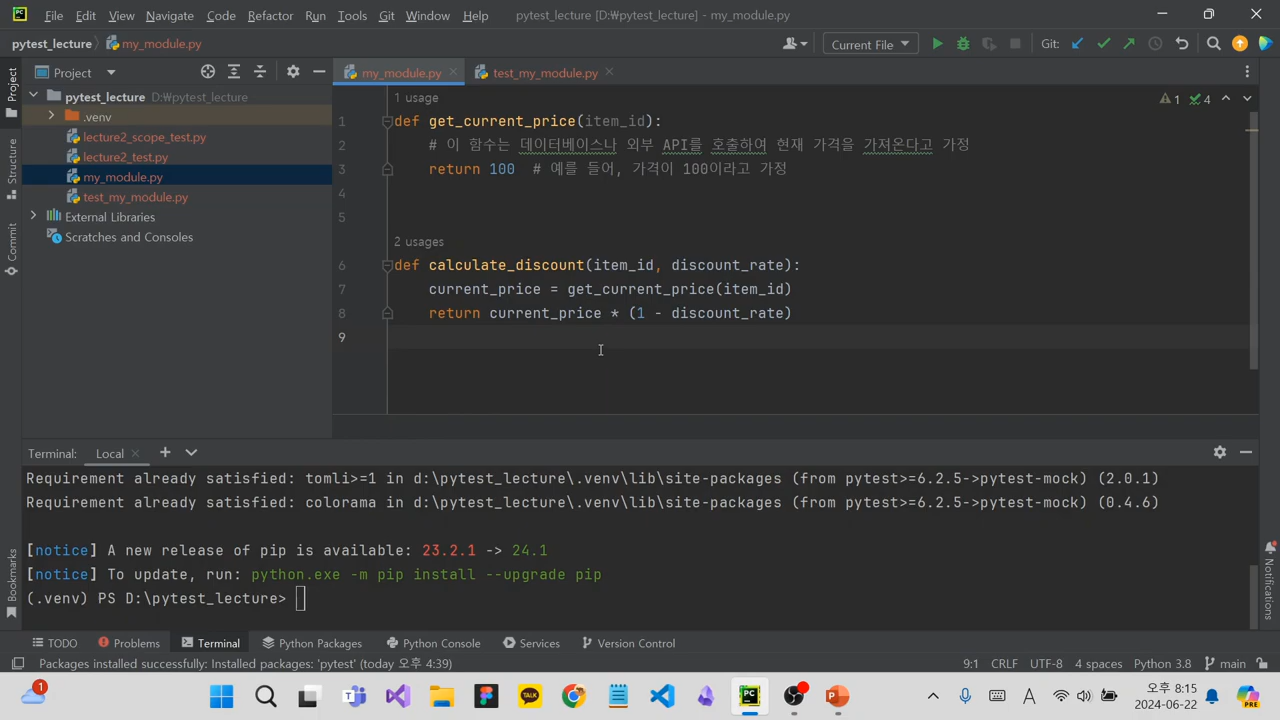 File Edit View Navigate Code Refactor Run Tools Git Window Help pytest_lecture [D:₩pytest_lecture] - my_module.py
pytest_lecture my_module.py Current File Git:
Project
my_module.py test_my_module.py
pytest_lecture D:₩pytest_lecture
.venv
lecture2_scope_test.py
lecture2_test.py
my_module.py
test_my_module.py
External Libraries
Scratches and Consoles
Project
Structure
Commit
Bookmarks
1 usage
1 4
1 def get_current_price(item_id):
2 # 이 함수는 데이터베이스나 외부 API를 호출하여 현재 가격을 가져온다고 가정
3 return 100 # 예를 들어, 가격이 100이라고 가정
4
5
2 usages
6 def calculate_discount(item_id, discount_rate):
7 current_price = get_current_price(item_id)
8 return current_price * (1 - discount_rate)
9
Terminal: Local
Requirement already satisfied: tomli>=1 in d:\pytest_lecture\.venv\lib\site-packages (from pytest>=6.2.5->pytest-mock) (2.0.1)
Requirement already satisfied: colorama in d:\pytest_lecture\.venv\lib\site-packages (from pytest>=6.2.5->pytest-mock) (0.4.6)
[notice] A new release of pip is available: 23.2.1 -> 24.1
[notice] To update, run: python.exe -m pip install --upgrade pip
(.venv) PS D:\pytest_lecture>
Notifications
TODO Problems Terminal Python Packages Python Console Services Version Control
Packages installed successfully: Installed packages: 'pytest' (today 오후 4:39) 9:1 CRLF UTF-8 4 spaces Python 3.8 main
1
TALK
PC
P
A
오후 8:15
2024-06-22
PRE